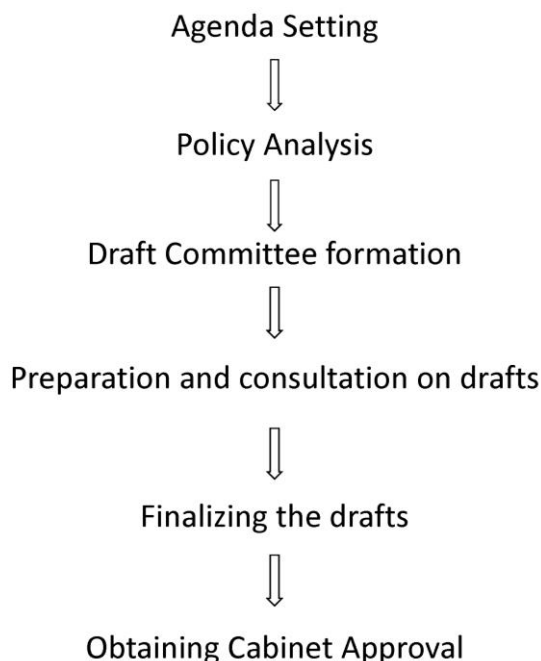 Agenda Setting
Policy Analysis
Draft Committee formation
Preparation and consultation on drafts
Finalizing the drafts
Obtaining Cabinet Approval